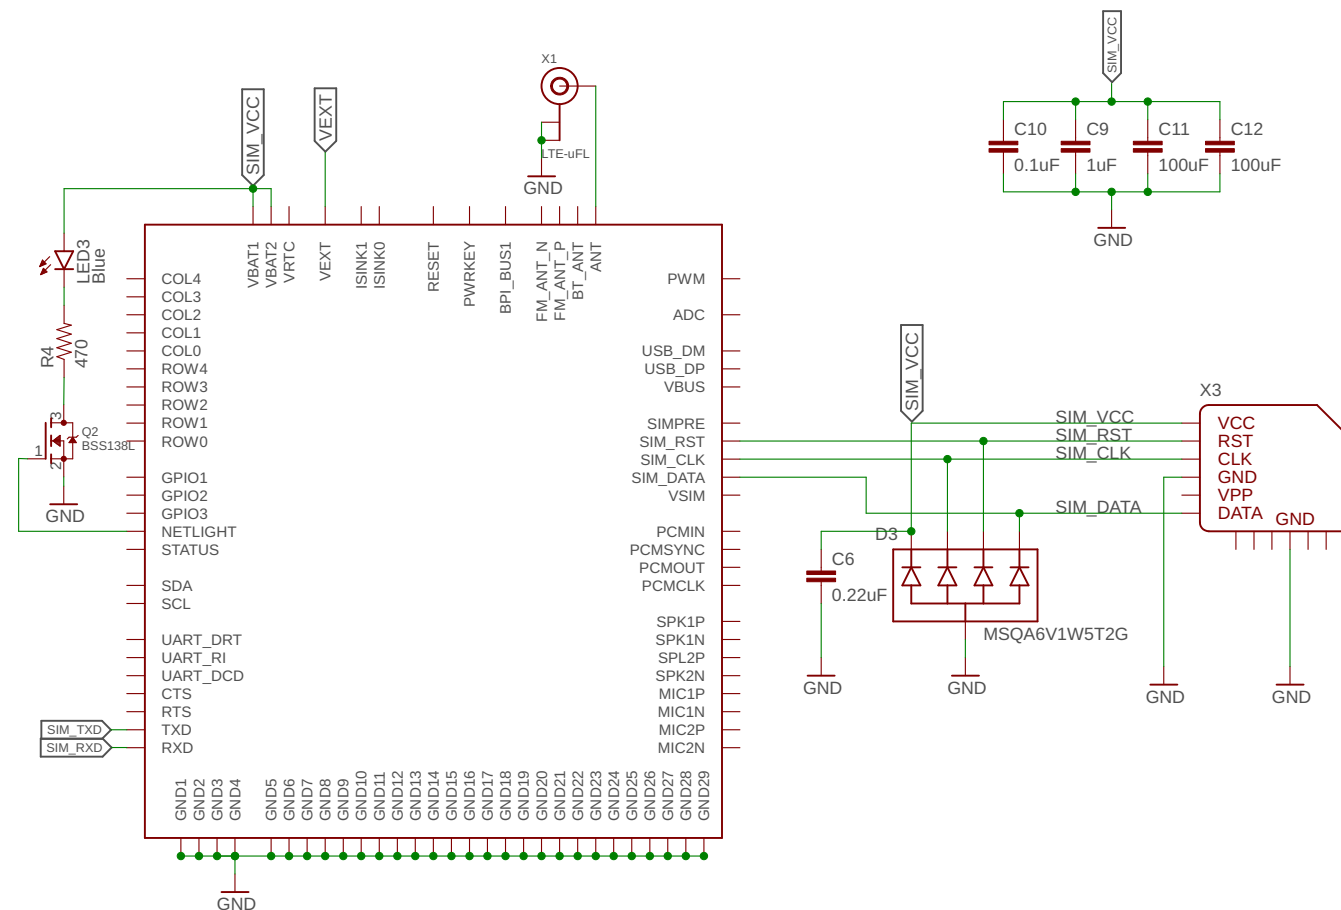 X1
LTE-uFL
GND
SIM_VCC
VEXT
SIM_VCC
C10
0.1uF
C9
1uF
C11
100uF
C12
100uF
GND
LED3
Blue
R4
470
3
1
2
Q2
BSS138L
GND
VBAT1
VBAT2
VRTC
VEXT
ISINK1
ISINK0
RESET
PWRKEY
BPI_BUS1
FM_ANT_N
FM_ANT_P
BT_ANT
ANT
COL4
COL3
COL2
COL1
COL0
ROW4
ROW3
ROW2
ROW1
ROW0
GPIO1
GPIO2
GPIO3
NETLIGHT
STATUS
SDA
SCL
UART_DRT
UART_RI
UART_DCD
CTS
RTS
TXD
RXD
SIM_TXD
SIM_RXD
PWM
ADC
USB_DM
USB_DP
VBUS
SIMPRE
SIM_RST
SIM_CLK
SIM_DATA
VSIM
PCMIN
PCMSYNC
PCMOUT
PCMCLK
SPK1P
SPK1N
SPL2P
SPK2N
MIC1P
MIC1N
MIC2P
MIC2N
GND1
GND2
GND3
GND4
GND5
GND6
GND7
GND8
GND9
GND10
GND11
GND12
GND13
GND14
GND15
GND16
GND17
GND18
GND19
GND20
GND21
GND22
GND23
GND24
GND25
GND26
GND27
GND28
GND29
GND
SIM_VCC
SIM_VCC
SIM_RST
SIM_CLK
SIM_DATA
X3
VCC
RST
CLK
GND
VPP
DATA
GND
D3
C6
0.22uF
MSQA6V1W5T2G
GND
GND
GND
GND